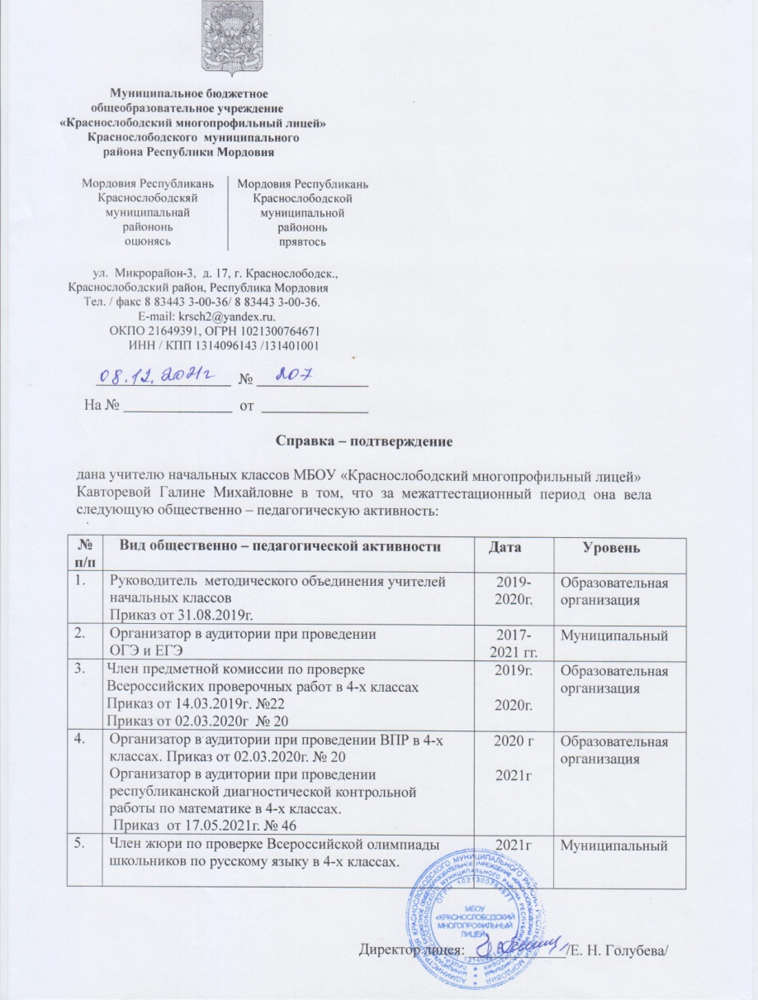 Муниципальное бюджетное
общеобразовательное учреждение
«Краснослободский многопрофильный лицей»
Краснослободского муниципального
района Республики Мордовия
Мордовия Республикань
Краснослободскяй
муниципальнай
райононь
оцюнясь
Мордовия Республикань
Краснослободской
муниципальной
райононь
прявтось
ул. Микрорайон-3, д. 17, г. Краснослободск.,
Краснослободский район, Республика Мордовия
Тел. / факс 8 83443 3-00-36/ 8 83443 3-00-36.
E-mail: krsch2@yandex.ru.
ОКПО 21649391, ОГРН 1021300764671
ИНН / КПП 1314096143 /131401001
08.12.2021г № 207
На № ______________ от ______________
Справка – подтверждение
дана учителю начальных классов МБОУ «Краснослободский многопрофильный лицей»
Кавторевой Галине Михайловне в том, что за межаттестационный период она вела
следующую общественно – педагогическую активность:
№ Вид общественно – педагогической активности Дата Уровень
п/п
1. Руководитель методического объединения учителей 2019- Образовательная
начальных классов 2020г. организация
Приказ от 31.08.2019г.
2. Организатор в аудитории при проведении 2017- Муниципальный
ОГЭ и ЕГЭ 2021 гг.
3. Член предметной комиссии по проверке 2019г. Образовательная
Всероссийских проверочных работ в 4-х классах организация
Приказ от 14.03.2019г. №22 2020г.
Приказ от 02.03.2020г № 20
4. Организатор в аудитории при проведении ВПР в 4-х 2020 г Образовательная
классах. Приказ от 02.03.2020г. № 20 организация
Организатор в аудитории при проведении 2021г
республиканской диагностической контрольной
работы по математике в 4-х классах.
Приказ от 17.05.2021г. № 46
5. Член жюри по проверке Всероссийской олимпиады 2021г Муниципальный
школьников по русскому языку в 4-х классах.
ОГРН 1021300764671
МБОУ
«КРАСНОСЛОБОДСКИЙ
МНОГОПРОФИЛЬНЫЙ
ЛИЦЕЙ»
Директор лицея: ______________/Е. Н. Голубева/